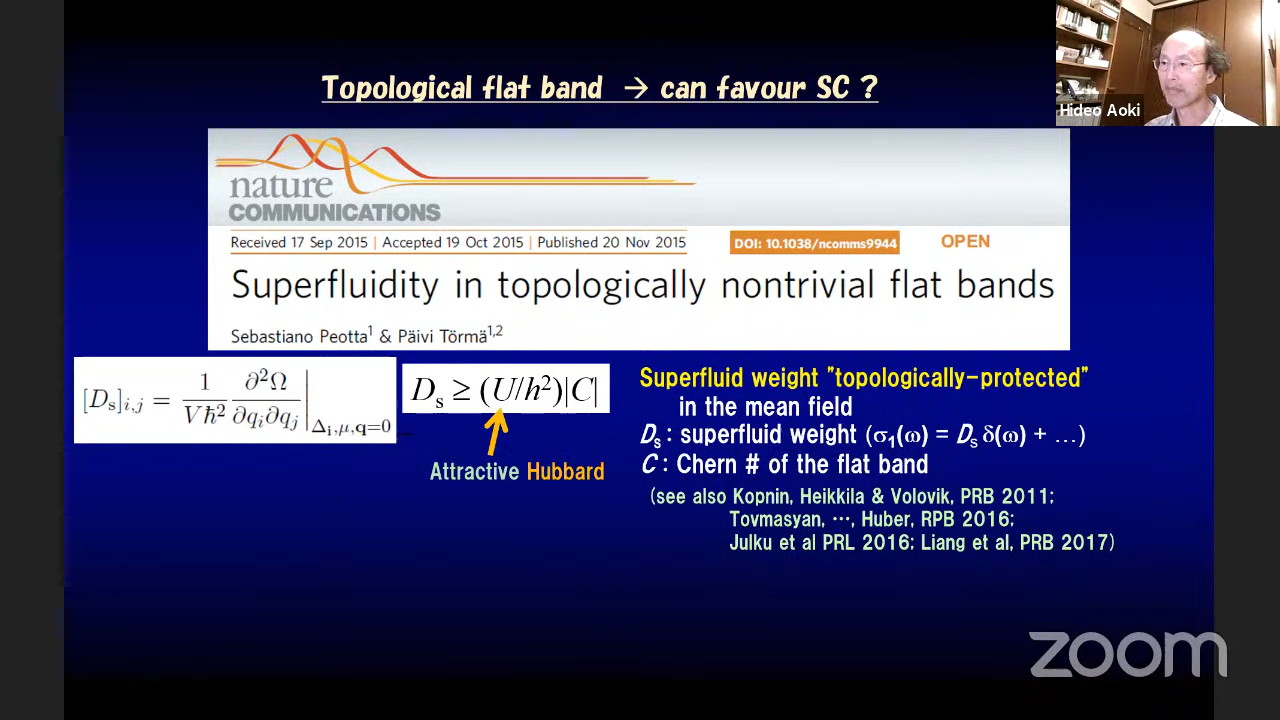 Topological flat band → can favour SC ?
Hideo Aoki
nature
COMMUNICATIONS
Received 17 Sep 2015 | Accepted 19 Oct 2015 | Published 20 Nov 2015
DOI: 10.1038/ncomms9944
OPEN
Superfluidity in topologically nontrivial flat bands
Sebastiano Peotta¹ & Päivi Törmä¹,²
[Dₛ]ᵢ,ⱼ = 1/Vℏ² ∂²Ω/∂qᵢ∂qⱼ |Δᵢ,μ,q=0
Dₛ ≥ (U/ℏ²)|C|
Attractive Hubbard
Superfluid weight "topologically-protected"
in the mean field
Dₛ : superfluid weight (σ₁(ω) = Dₛ δ(ω) + …)
C : Chern # of the flat band
(see also Kopnin, Heikkila & Volovik, PRB 2011;
Tovmasyan, …, Huber, RPB 2016;
Julku et al PRL 2016; Liang et al, PRB 2017)
zoom